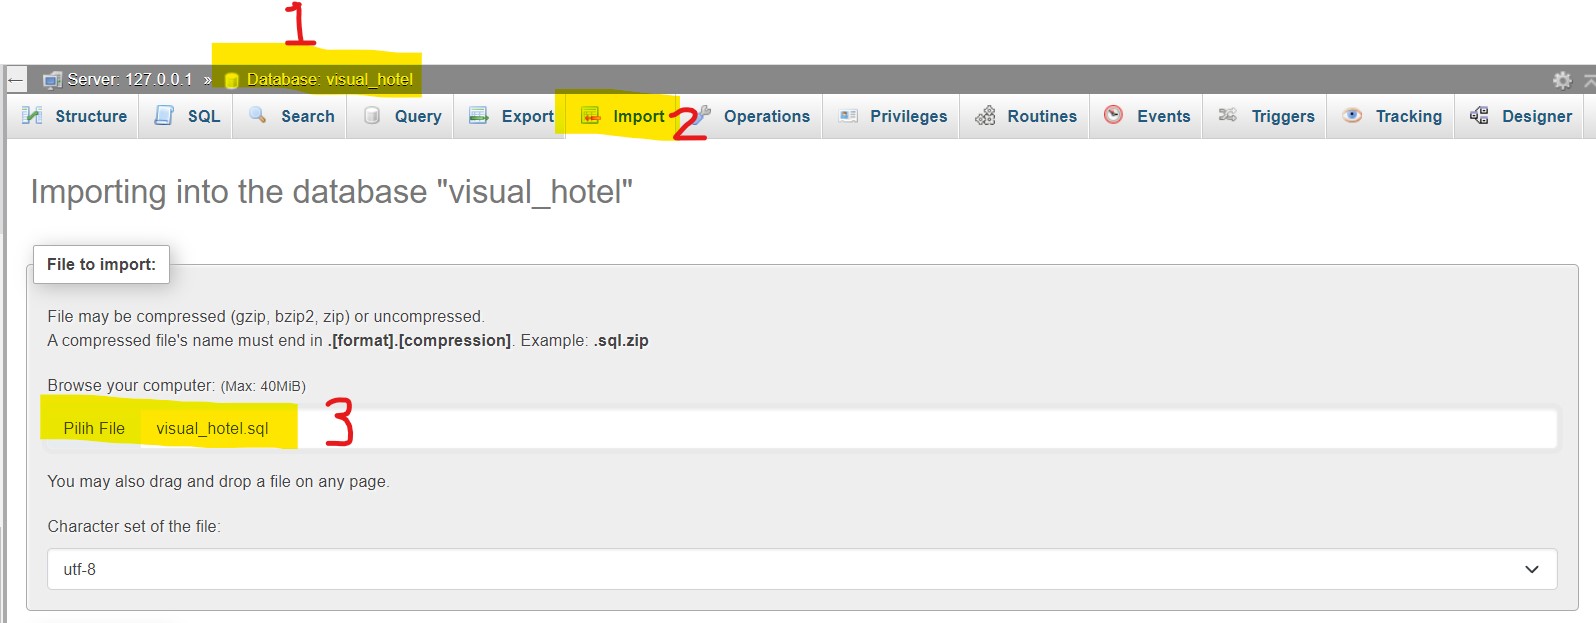 1
Server: 127.0.0.1 » Database: visual_hotel
Structure SQL Search Query Export Import 2 Operations Privileges Routines Events Triggers Tracking Designer
Importing into the database "visual_hotel"
File to import:
File may be compressed (gzip, bzip2, zip) or uncompressed.
A compressed file's name must end in .[format].[compression]. Example: .sql.zip
Browse your computer: (Max: 40MiB)
Pilih File visual_hotel.sql 3
You may also drag and drop a file on any page.
Character set of the file:
utf-8